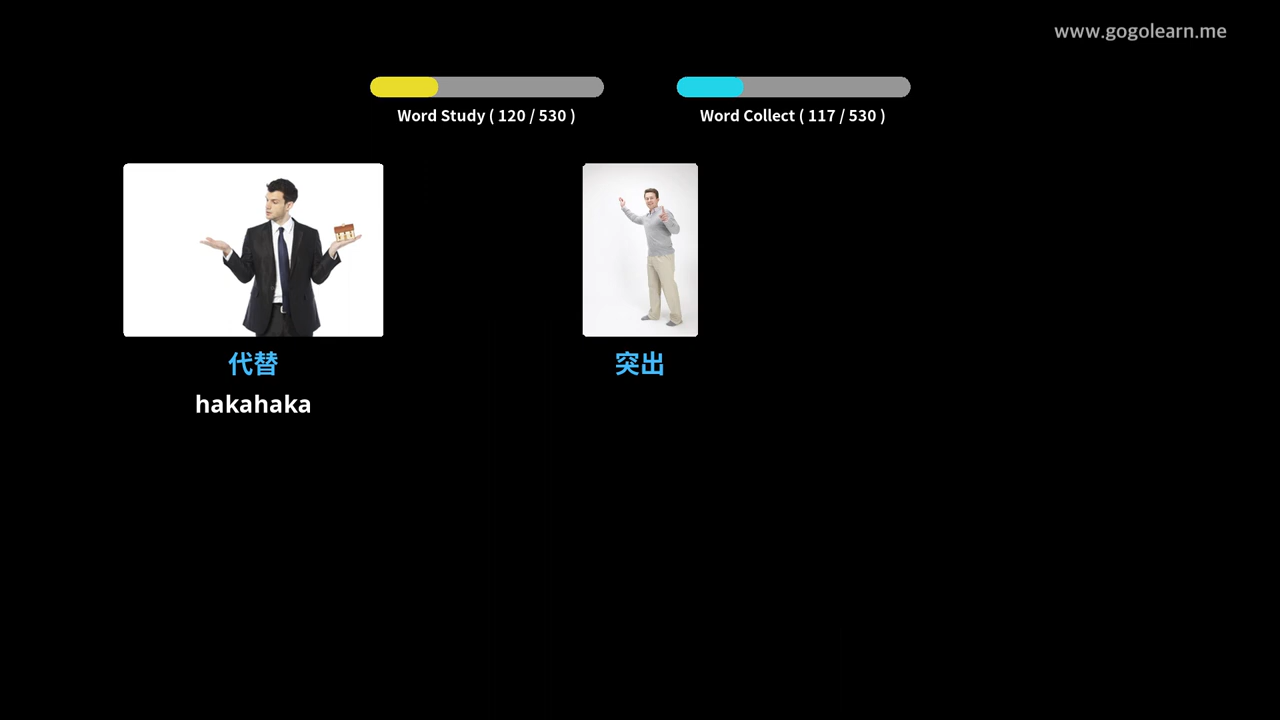 www.gogolearn.me
Word Study ( 120 / 530 )
Word Collect ( 117 / 530 )
代替
突出
hakahaka